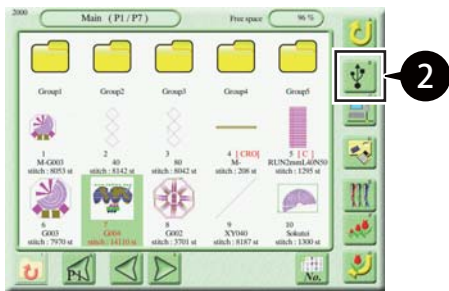 2000 Main ( P1 / P7 ) Free space 96 %
Group1 Group2 Group3 Group4 Group5
2
1 2 3 4 [ CRO] 5 [ C ]
M-G003 40 80 M- RUN2mmL40N50
stitch : 8053 st stitch : 8142 st stitch : 8042 st stitch : 208 st stitch : 1295 st
6 7 8 9 10
G003 G004 G002 XY040 Sokutai
stitch : 7970 st stitch : 14110 st stitch : 3701 st stitch : 8187 st stitch : 1300 st
P1 No.